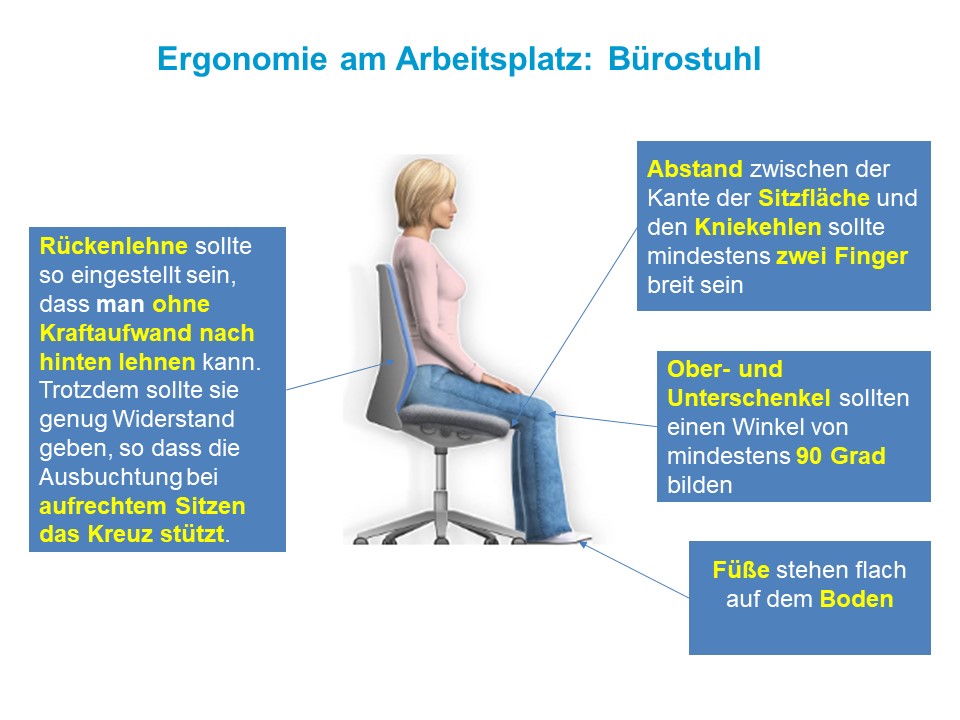 Ergonomie am Arbeitsplatz: Bürostuhl
Rückenlehne sollte
so eingestellt sein,
dass man ohne
Kraftaufwand nach
hinten lehnen kann.
Trotzdem sollte sie
genug Widerstand
geben, so dass die
Ausbuchtung bei
aufrechtem Sitzen
das Kreuz stützt.
Abstand zwischen der
Kante der Sitzfläche und
den Kniekehlen sollte
mindestens zwei Finger
breit sein
Ober- und
Unterschenkel sollten
einen Winkel von
mindestens 90 Grad
bilden
Füße stehen flach
auf dem Boden